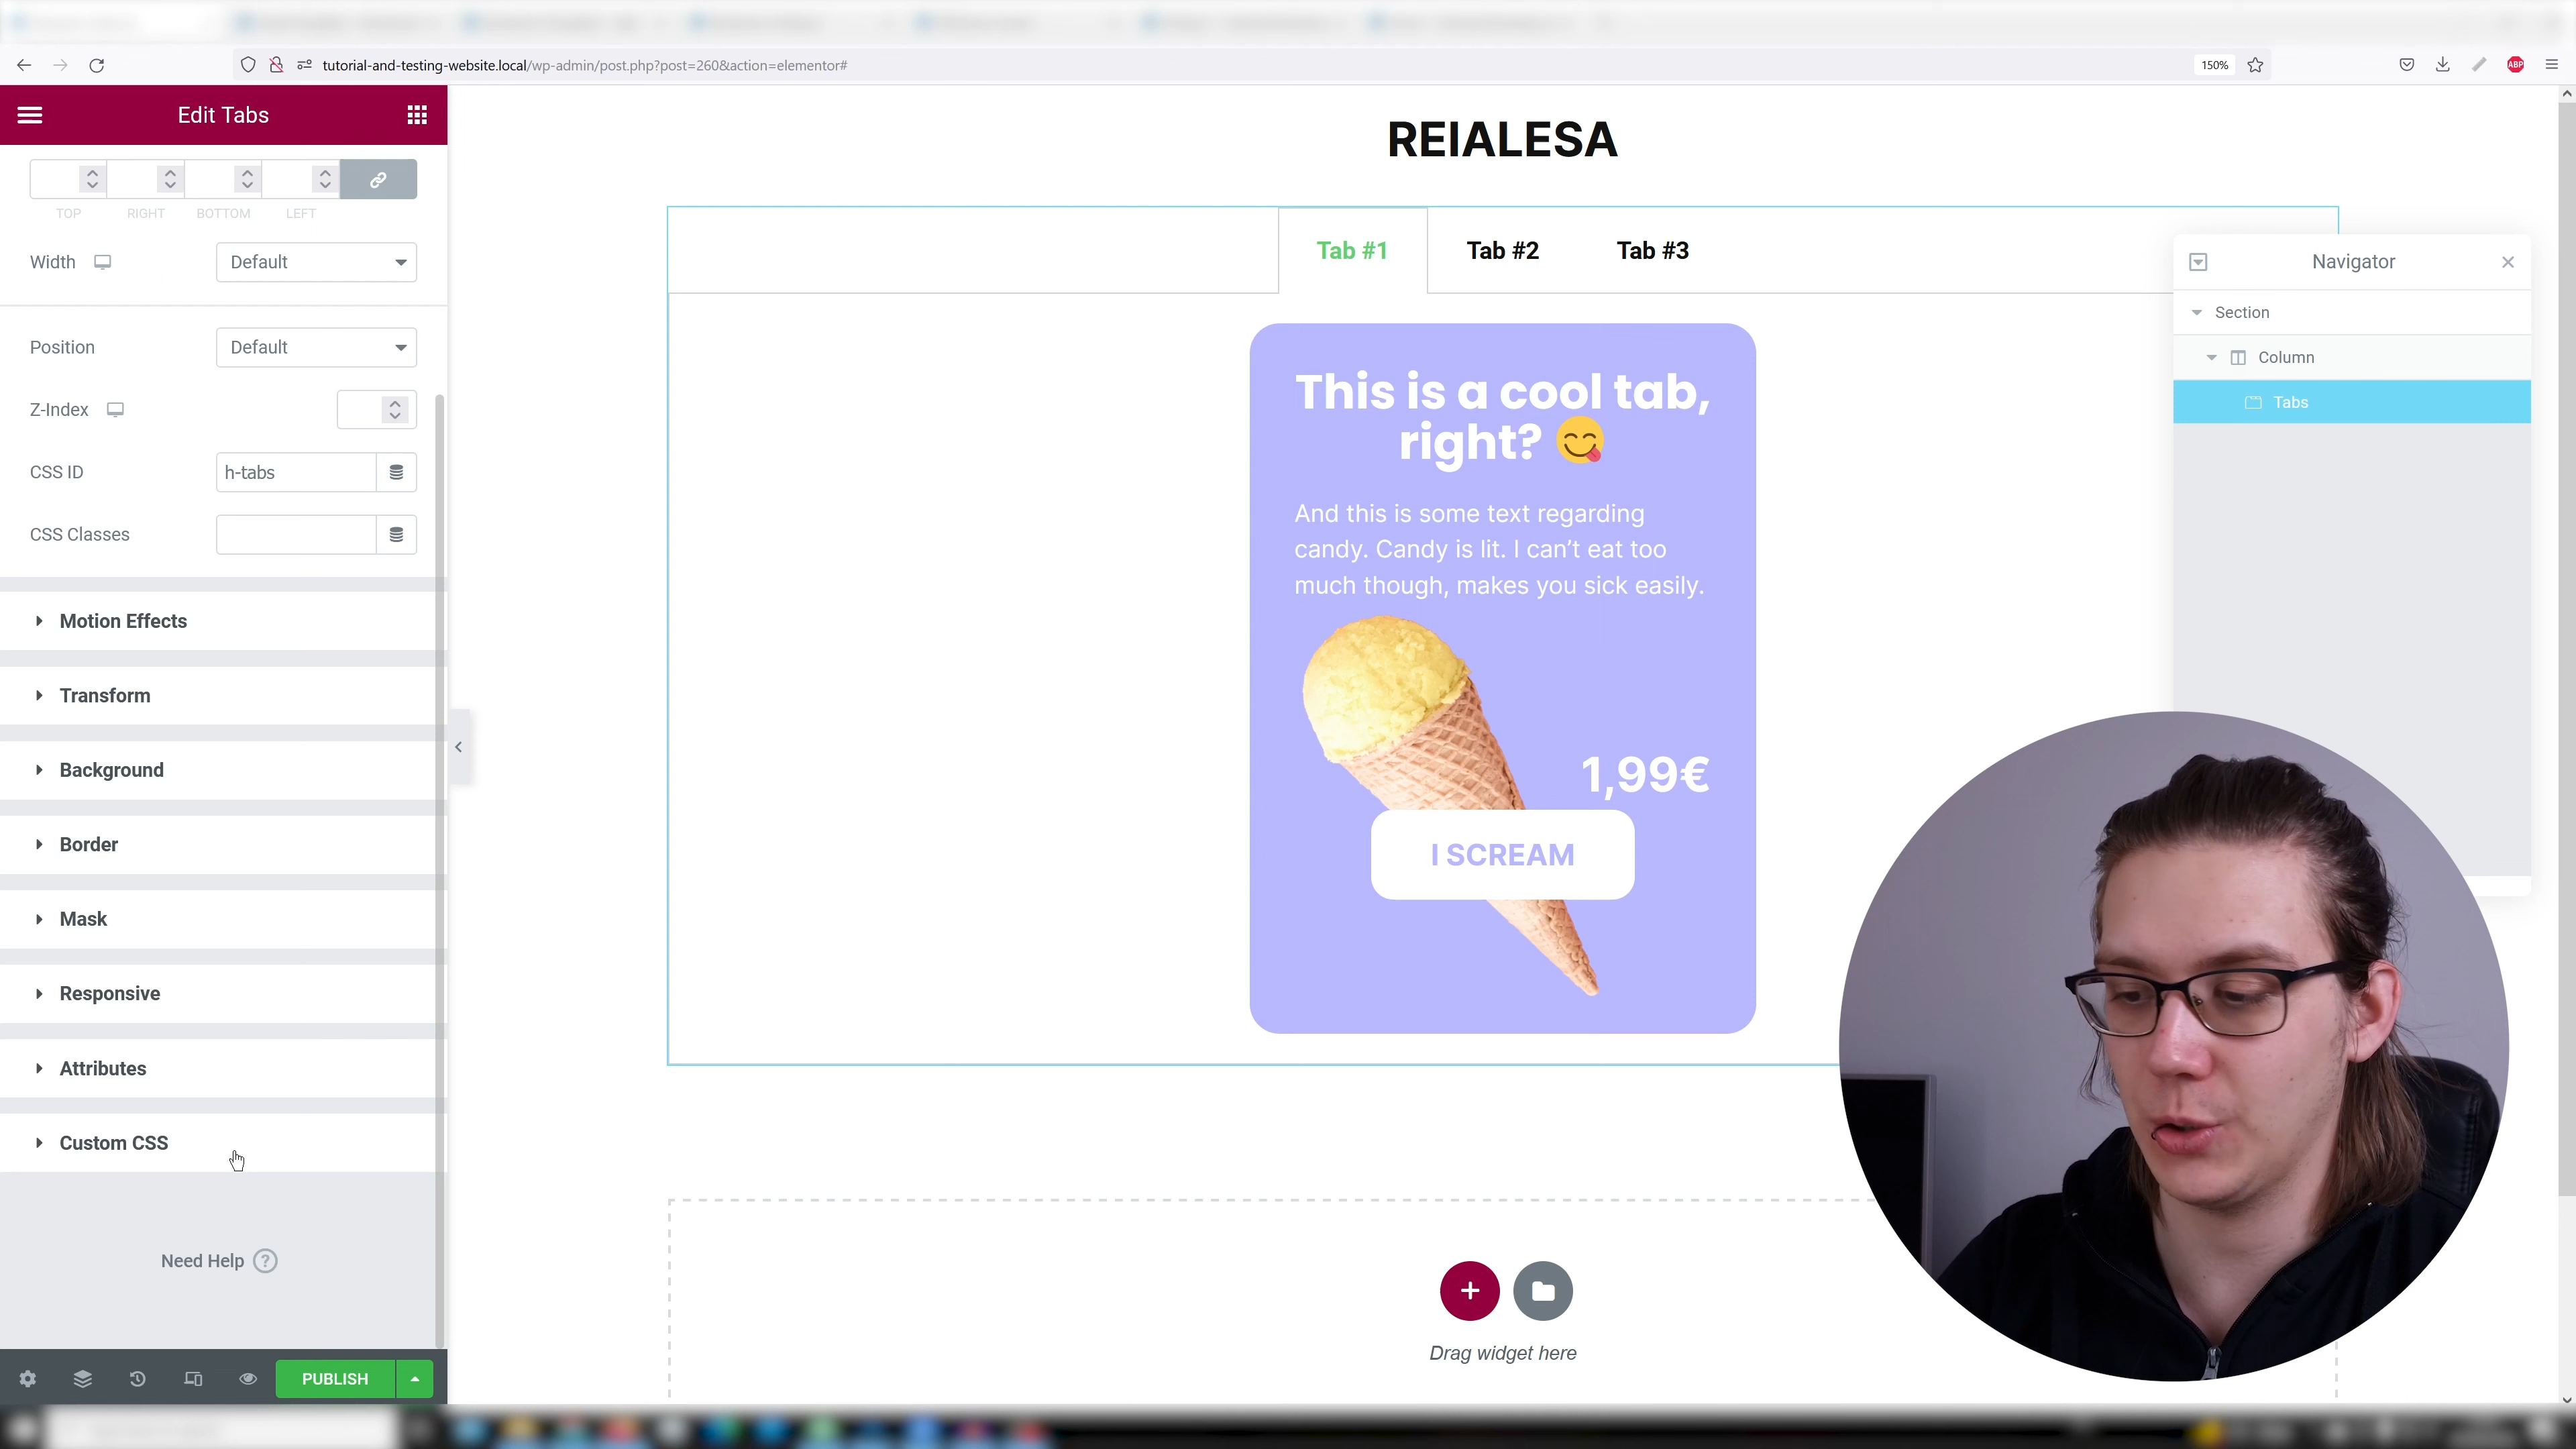 tutorial-and-testing-website.local/wp-admin/post.php?post=260&action=elementor#
150%
ABP
Edit Tabs
TOP RIGHT BOTTOM LEFT
Width Default
Position Default
Z-Index
CSS ID h-tabs
CSS Classes
Motion Effects
Transform
Background
Border
Mask
Responsive
Attributes
Custom CSS
Need Help ?
PUBLISH
REIALESA
Tab #1 Tab #2 Tab #3
This is a cool tab,
right? 😋
And this is some text regarding
candy. Candy is lit. I can't eat too
much though, makes you sick easily.
1,99€
I SCREAM
Drag widget here
Navigator
Section
Column
Tabs